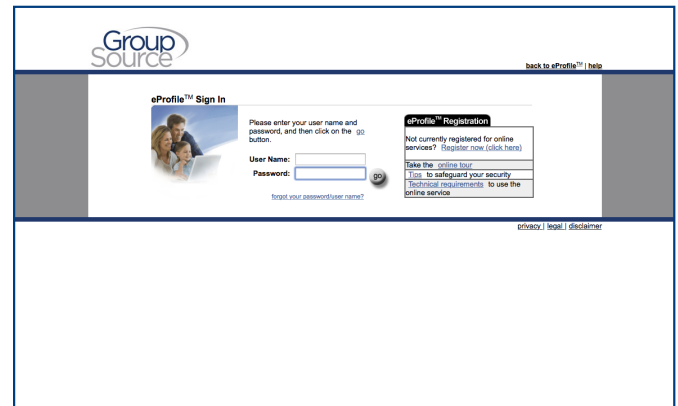 Group
Source
back to eProfile™ | help
eProfile™ Sign In
Please enter your user name and
password, and then click on the go
button.
User Name:
Password:
go
forgot your password/user name?
eProfile™ Registration
Not currently registered for online
services? Register now (click here)
Take the online tour
Tips to safeguard your security
Technical requirements to use the
online service
privacy | legal | disclaimer